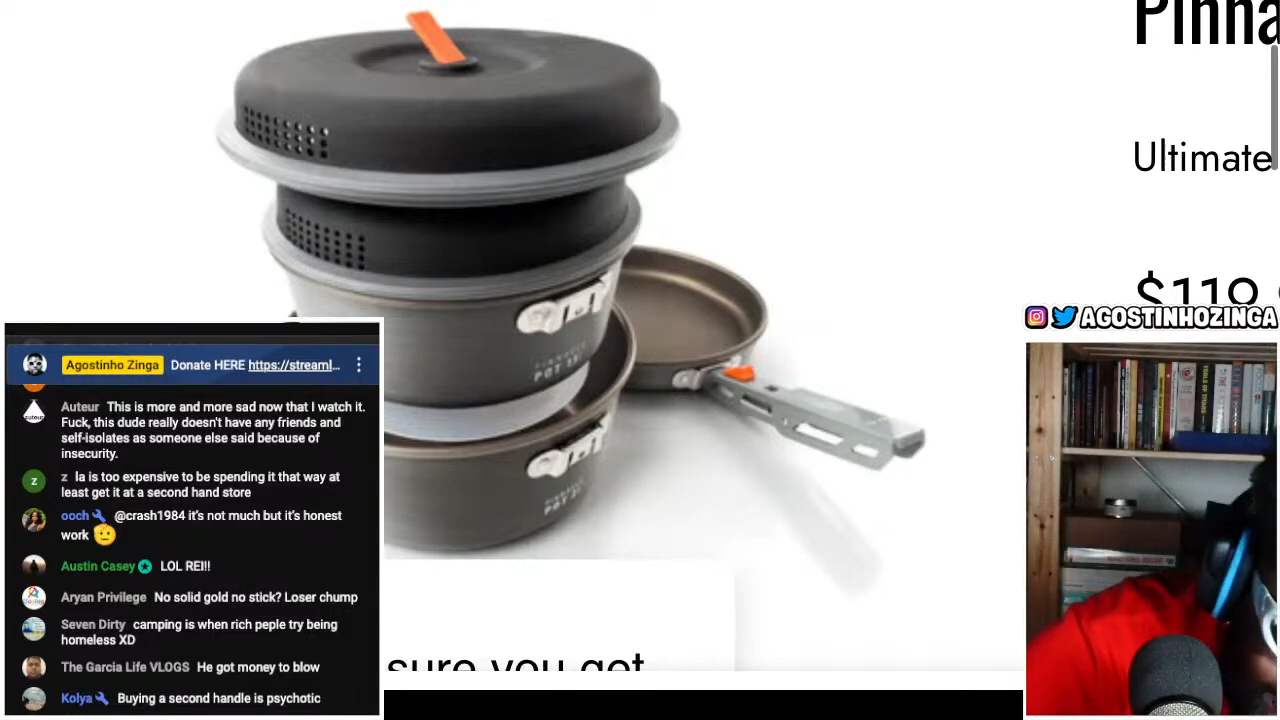 Pinna
Ultimate
$119
AGOSTINHOZINGA
Agostinho Zinga Donate HERE https://streaml...
Auteur This is more and more sad now that I watch it.
Fuck, this dude really doesn't have any friends and
self-isolates as someone else said because of
insecurity.
z la is too expensive to be spending it that way at
least get it at a second hand store
ooch @crash1984 it's not much but it's honest
work
Austin Casey LOL REI!!
Aryan Privilege No solid gold no stick? Loser chump
Seven Dirty camping is when rich peple try being
homeless XD
The Garcia Life VLOGS He got money to blow
Kolya Buying a second handle is psychotic
sure you get